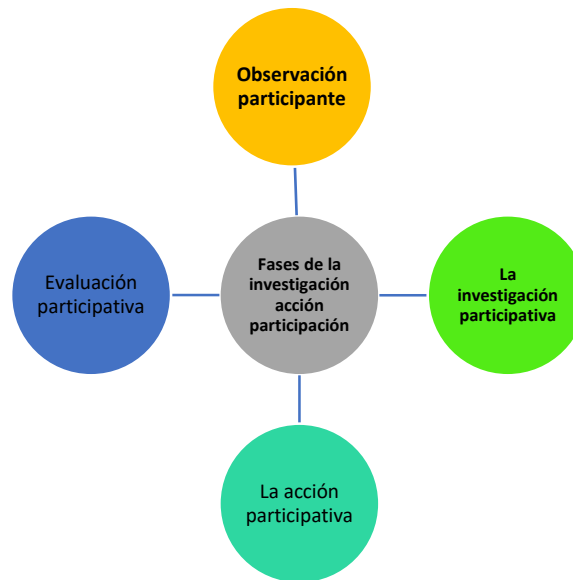 Observación
participante
Evaluación
participativa
Fases de la
investigación
acción
participación
La
investigación
participativa
La acción
participativa